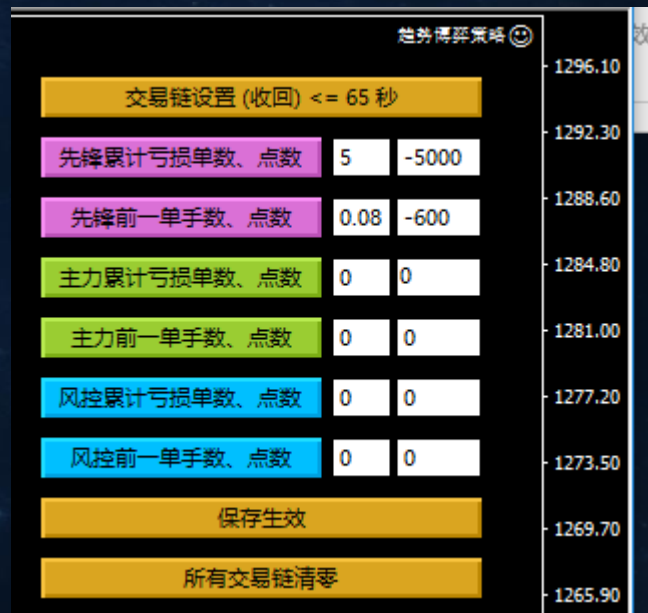 趋势博弈策略
效
1296.10
交易链设置 (收回) <= 65 秒
1292.30
先锋累计亏损单数、点数 5 -5000
1288.60
先锋前一单手数、点数 0.08 -600
1284.80
主力累计亏损单数、点数 0 0
1281.00
主力前一单手数、点数 0 0
1277.20
风控累计亏损单数、点数 0 0
1273.50
风控前一单手数、点数 0 0
保存生效
1269.70
所有交易链清零
1265.90